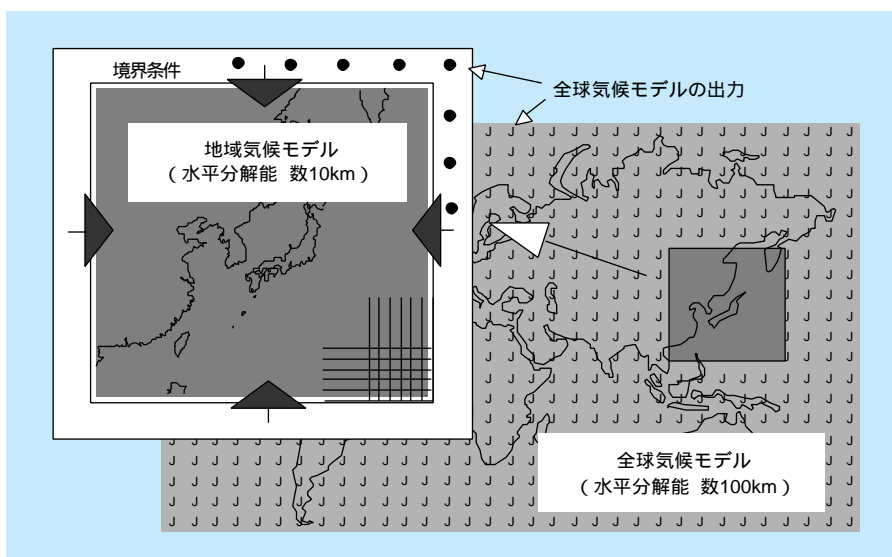 境界条件
全球気候モデルの出力
地域気候モデル
(水平分解能 数10km)
J J J J J J J J J J J J J J J J J
全球気候モデル
(水平分解能 数100km)